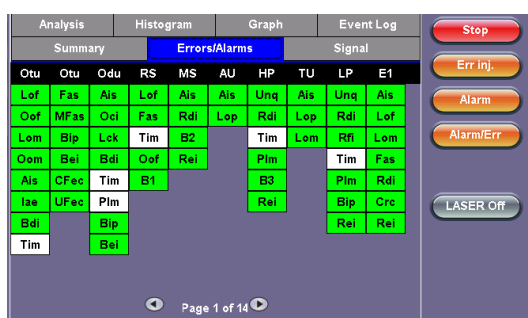 Analysis Histogram Graph Event Log
Summary Errors/Alarms Signal
Otu Otu Odu RS MS AU HP TU LP E1
Lof Fas Ais Lof Ais Ais Unq Ais Unq Ais
Oof MFas Oci Fas Rdi Lop Rdi Lop Rdi Lof
Lom Bip Lck Tim B2 Tim Lom Rfi Lom
Oom Bei Bdi Oof Rei Plm Tim Fas
Ais CFec Tim B1 B3 Plm Rdi
Iae UFec Plm Rei Bip Crc
Bdi Bip Rei Rei
Tim Bei
Page 1 of 14
Stop
Err inj.
Alarm
Alarm/Err
LASER Off